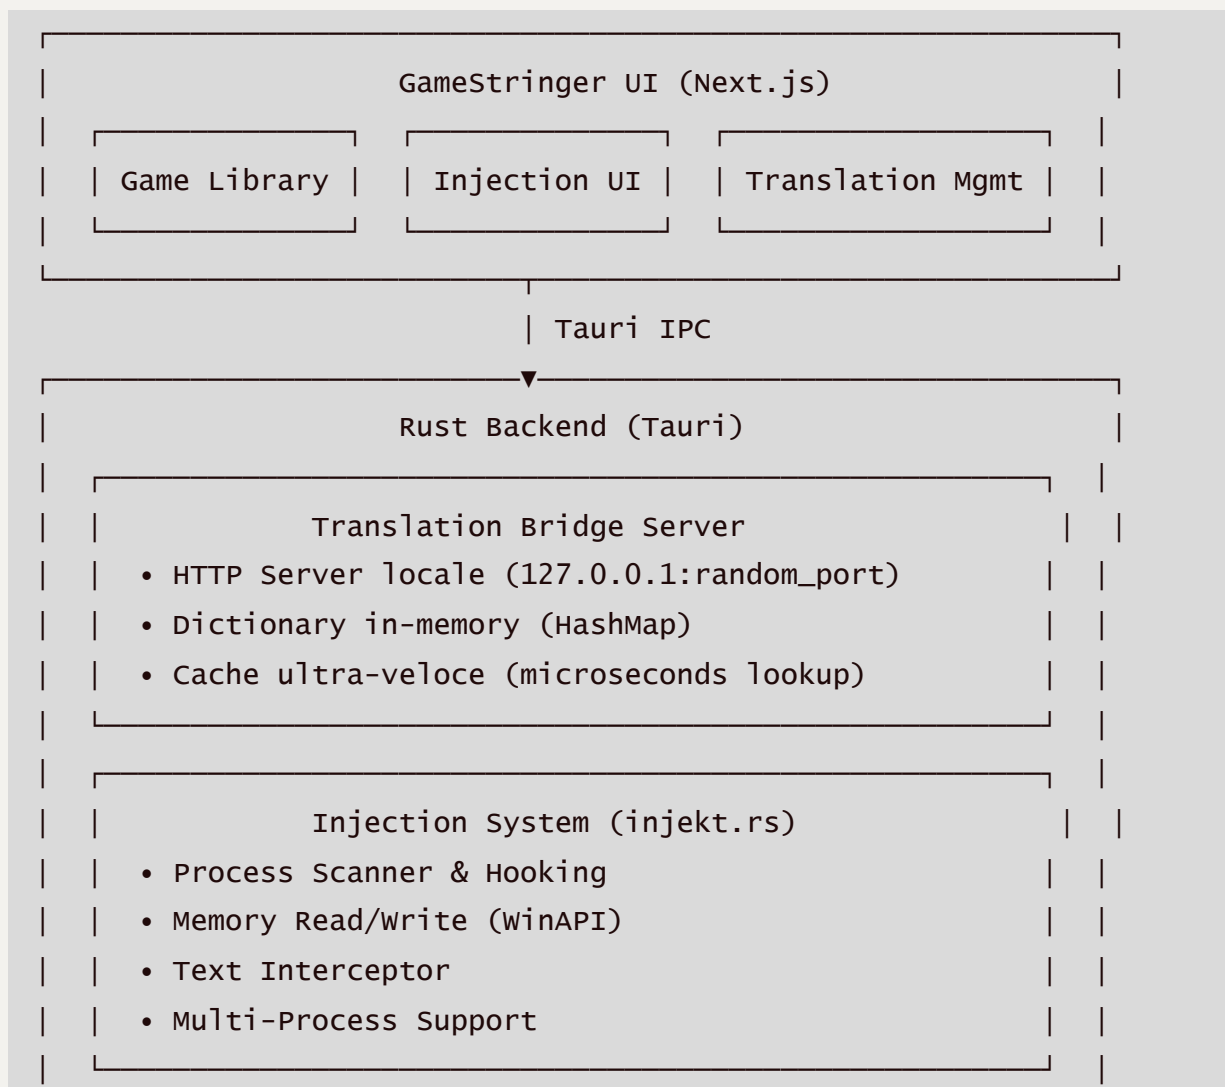 GameStringer UI (Next.js)
Game Library Injection UI Translation Mgmt
Tauri IPC
Rust Backend (Tauri)
Translation Bridge Server
• HTTP Server locale (127.0.0.1:random_port)
• Dictionary in-memory (HashMap)
• Cache ultra-veloce (microseconds lookup)
Injection System (injekt.rs)
• Process Scanner & Hooking
• Memory Read/Write (WinAPI)
• Text Interceptor
• Multi-Process Support